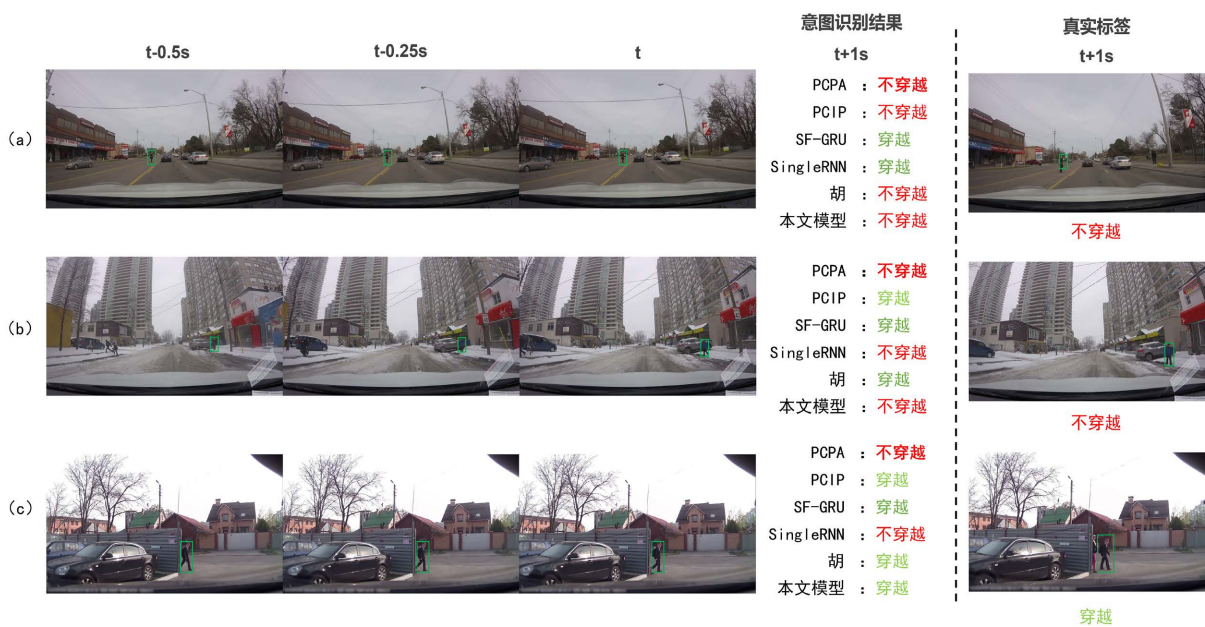 意图识别结果
真实标签
t-0.5s
t-0.25s
t
t+1s
t+1s
(a)
PCPA : 不穿越
PCIP : 不穿越
SF-GRU : 穿越
SingleRNN : 穿越
胡 : 不穿越
本文模型 : 不穿越
不穿越
(b)
PCPA : 不穿越
PCIP : 穿越
SF-GRU : 穿越
SingleRNN : 不穿越
胡 : 穿越
本文模型 : 不穿越
不穿越
(c)
PCPA : 不穿越
PCIP : 穿越
SF-GRU : 穿越
SingleRNN : 不穿越
胡 : 穿越
本文模型 : 穿越
穿越